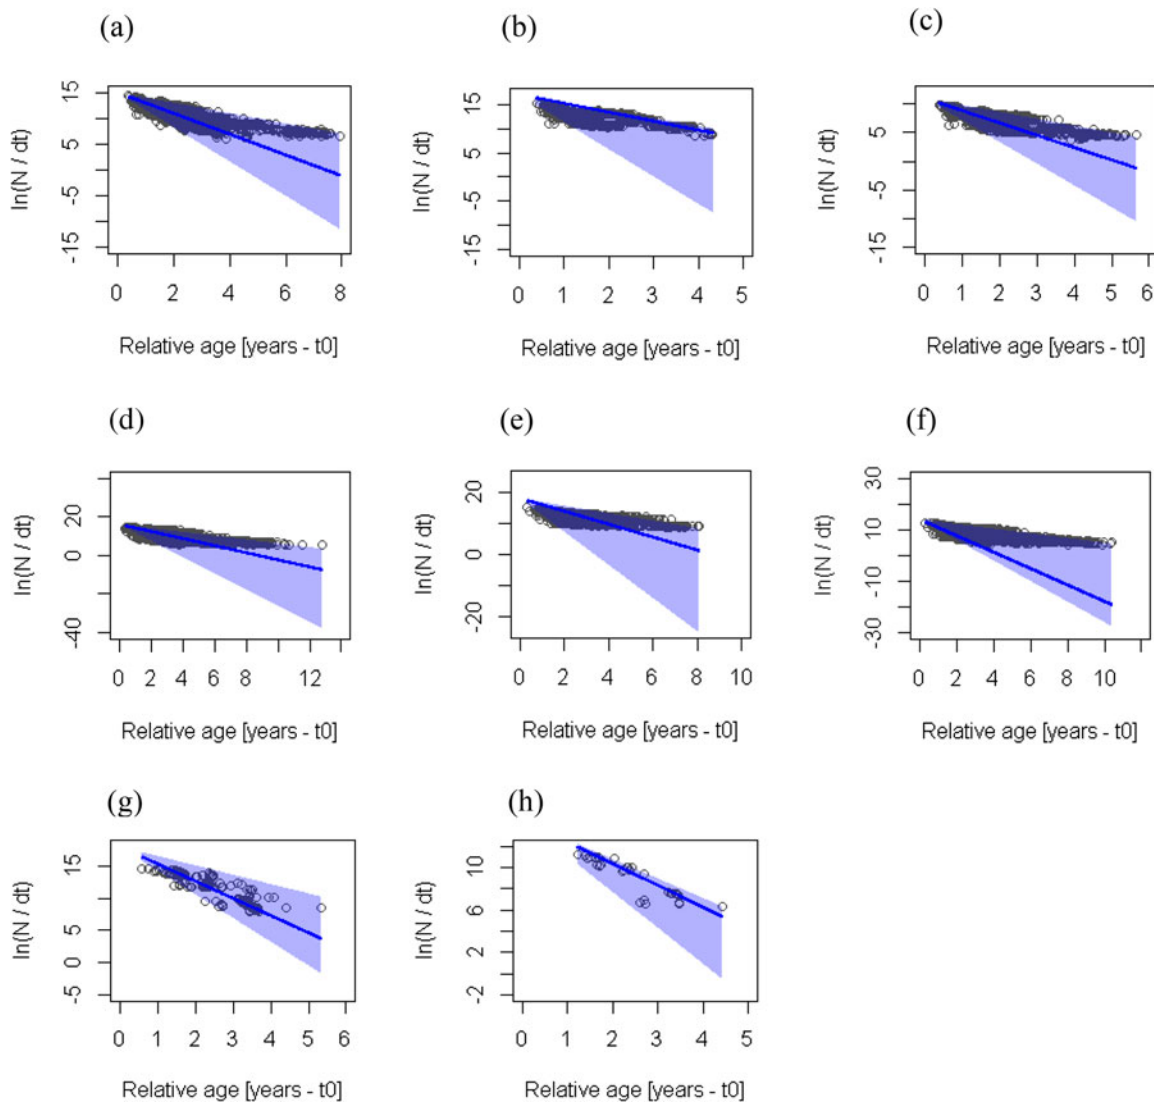 (a) (b) (c)
ln(N / dt) -15 -5 5 15
ln(N / dt) -15 -5 5 15
ln(N / dt) -15 -5 5
0 2 4 6 8
0 1 2 3 4 5
0 1 2 3 4 5 6
Relative age [years - t0] Relative age [years - t0] Relative age [years - t0]
(d) (e) (f)
ln(N / dt) -40 0 20
ln(N / dt) -20 0 20
ln(N / dt) -30 -10 10 30
0 2 4 6 8 12
0 2 4 6 8 10
0 2 4 6 8 10
Relative age [years - t0] Relative age [years - t0] Relative age [years - t0]
(g) (h)
ln(N / dt) -5 0 5 15
ln(N / dt) -2 2 6 10
0 1 2 3 4 5 6
0 1 2 3 4 5
Relative age [years - t0] Relative age [years - t0]